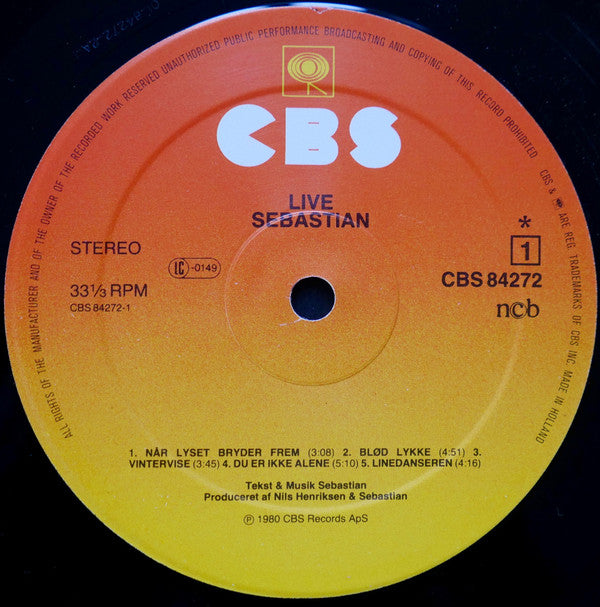 ALL RIGHTS OF THE MANUFACTURER AND OF THE OWNER OF THE RECORDED WORK RESERVED UNAUTHORIZED PUBLIC PERFORMANCE BROADCASTING AND COPYING OF THIS RECORD PROHIBITED CBS & ARE REG. TRADEMARKS OF CBS INC. MADE IN HOLLAND
CBS
LIVE
SEBASTIAN
STEREO
LC -0149
*
1
33⅓ RPM
CBS 84272
CBS 84272-1
ncb
1. NÅR LYSET BRYDER FREM (3:08) 2. BLØD LYKKE (4:51) 3.
VINTERVISE (3:45) 4. DU ER IKKE ALENE (5:10) 5. LINEDANSEREN (4:16)
Tekst & Musik Sebastian
Produceret af Nils Henriksen & Sebastian
℗ 1980 CBS Records ApS